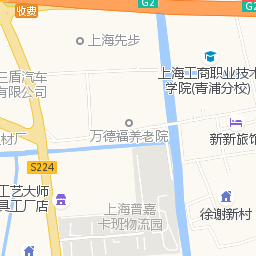 G2
G2
收费
上海先步
上海工商职业技术
学院(青浦分校)
三盾汽车
有限公司
万德福养老院
新新旅馆
材厂
S224
工艺大师
具工厂店
上海普嘉
卡班物流园
徐谢新村